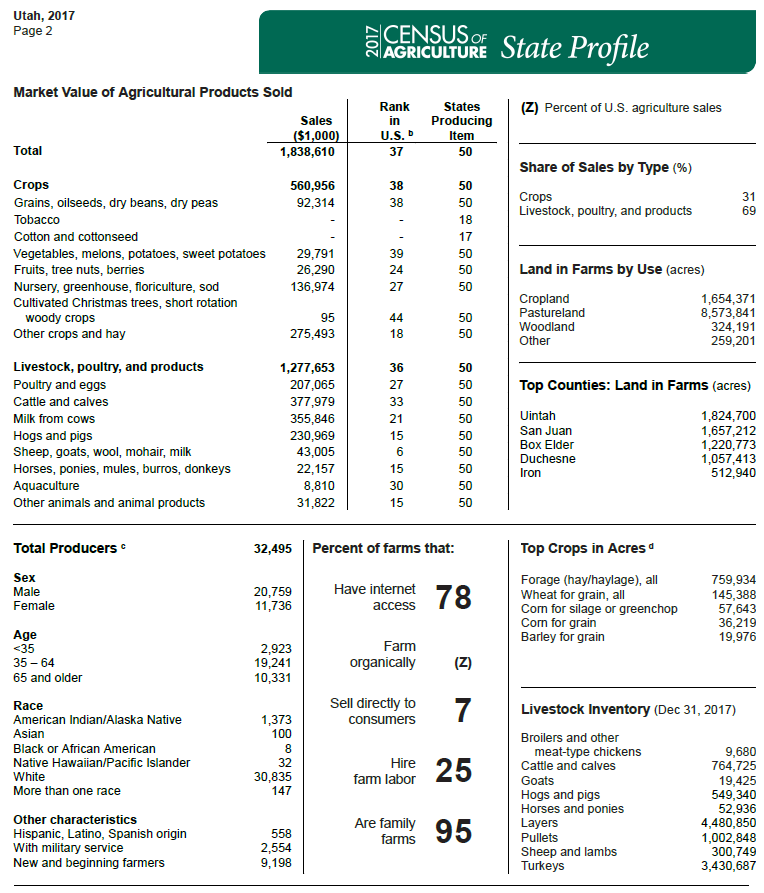 Utah, 2017
Page 2
2017 CENSUS OF AGRICULTURE State Profile
Market Value of Agricultural Products Sold
Sales ($1,000) Rank in U.S. b States Producing Item
Total 1,838,610 37 50
Crops 560,956 38 50
Grains, oilseeds, dry beans, dry peas 92,314 38 50
Tobacco - - 18
Cotton and cottonseed - - 17
Vegetables, melons, potatoes, sweet potatoes 29,791 39 50
Fruits, tree nuts, berries 26,290 24 50
Nursery, greenhouse, floriculture, sod 136,974 27 50
Cultivated Christmas trees, short rotation
woody crops 95 44 50
Other crops and hay 275,493 18 50
Livestock, poultry, and products 1,277,653 36 50
Poultry and eggs 207,065 27 50
Cattle and calves 377,979 33 50
Milk from cows 355,846 21 50
Hogs and pigs 230,969 15 50
Sheep, goats, wool, mohair, milk 43,005 6 50
Horses, ponies, mules, burros, donkeys 22,157 15 50
Aquaculture 8,810 30 50
Other animals and animal products 31,822 15 50
(Z) Percent of U.S. agriculture sales
Share of Sales by Type (%)
Crops 31
Livestock, poultry, and products 69
Land in Farms by Use (acres)
Cropland 1,654,371
Pastureland 8,573,841
Woodland 324,191
Other 259,201
Top Counties: Land in Farms (acres)
Uintah 1,824,700
San Juan 1,657,212
Box Elder 1,220,773
Duchesne 1,057,413
Iron 512,940
Total Producers c 32,495
Sex
Male 20,759
Female 11,736
Age
<35 2,923
35 – 64 19,241
65 and older 10,331
Race
American Indian/Alaska Native 1,373
Asian 100
Black or African American 8
Native Hawaiian/Pacific Islander 32
White 30,835
More than one race 147
Other characteristics
Hispanic, Latino, Spanish origin 558
With military service 2,554
New and beginning farmers 9,198
Percent of farms that:
Have internet
access 78
Farm
organically (Z)
Sell directly to
consumers 7
Hire
farm labor 25
Are family
farms 95
Top Crops in Acres d
Forage (hay/haylage), all 759,934
Wheat for grain, all 145,388
Corn for silage or greenchop 57,643
Corn for grain 36,219
Barley for grain 19,976
Livestock Inventory (Dec 31, 2017)
Broilers and other
meat-type chickens 9,680
Cattle and calves 764,725
Goats 19,425
Hogs and pigs 549,340
Horses and ponies 52,936
Layers 4,480,850
Pullets 1,002,848
Sheep and lambs 300,749
Turkeys 3,430,687